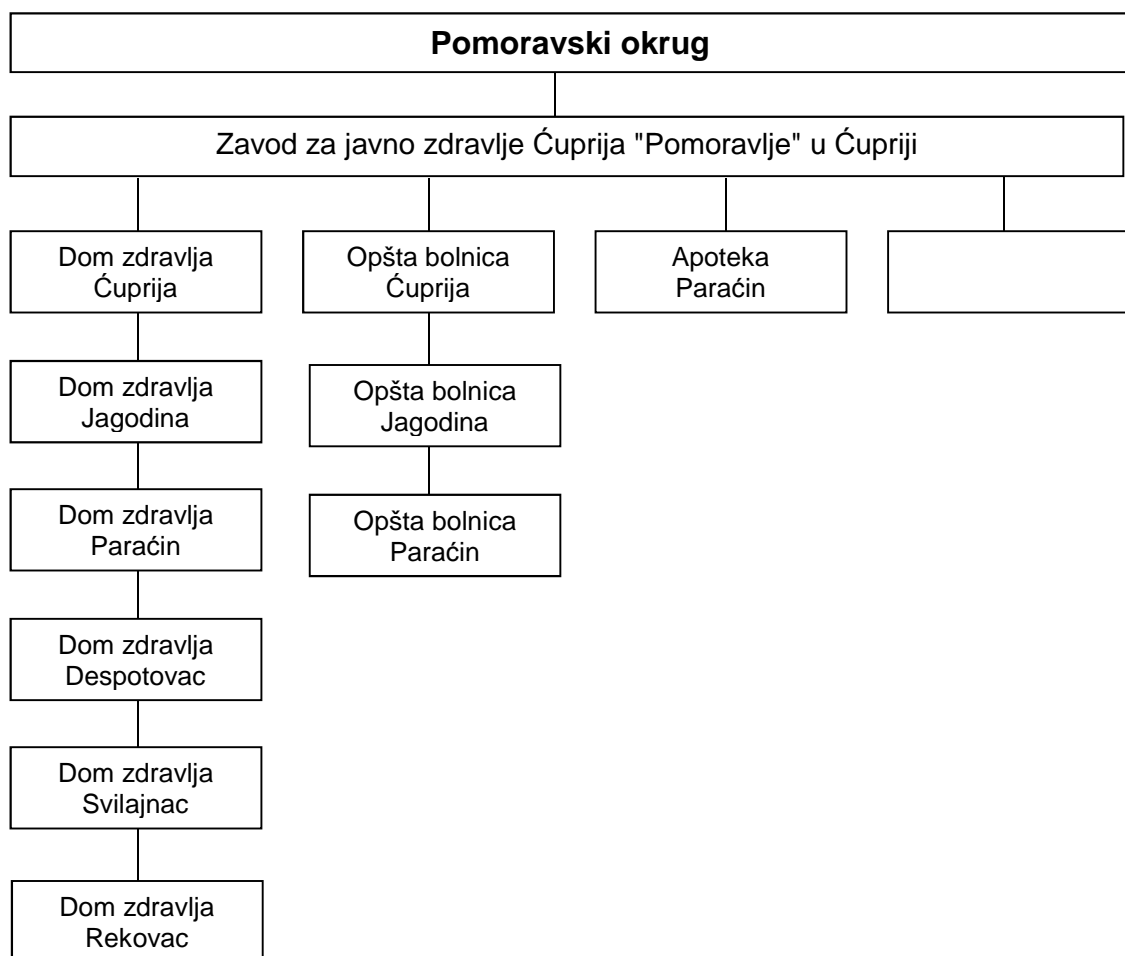 Pomoravski okrug
Zavod za javno zdravlje Ćuprija "Pomoravlje" u Ćupriji
Dom zdravlja
Ćuprija
Opšta bolnica
Ćuprija
Apoteka
Paraćin
Dom zdravlja
Jagodina
Opšta bolnica
Jagodina
Dom zdravlja
Paraćin
Opšta bolnica
Paraćin
Dom zdravlja
Despotovac
Dom zdravlja
Svilajnac
Dom zdravlja
Rekovac